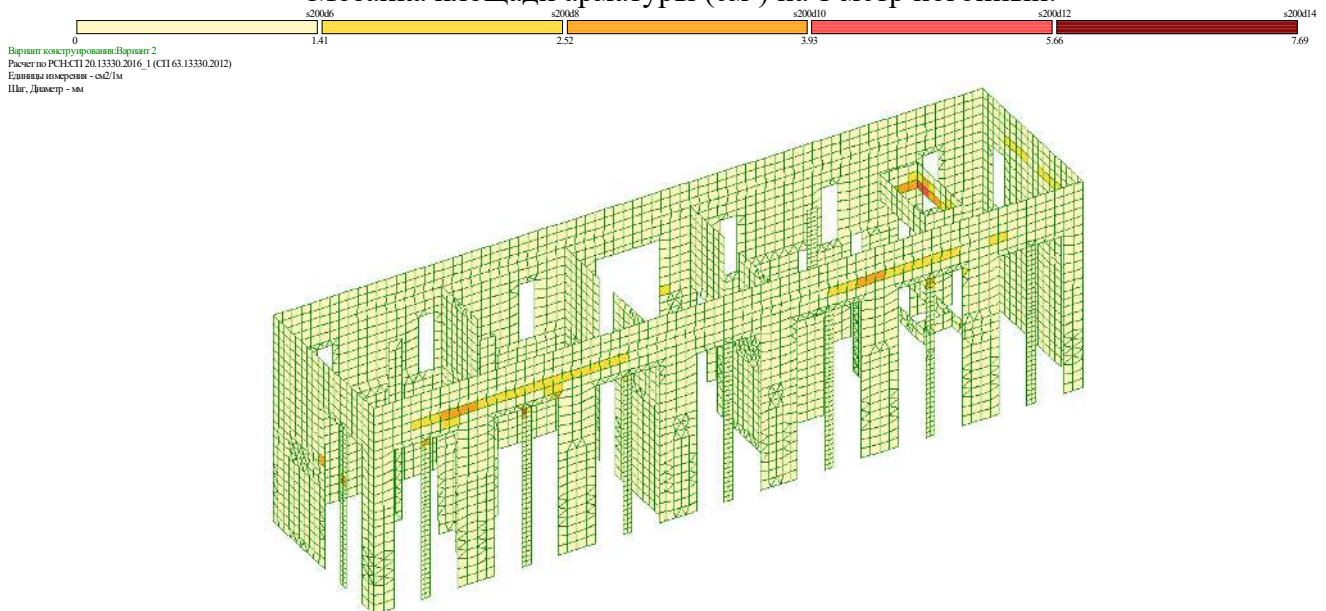 Мозаика площади арматуры (см²) на 1 метр погонный.
s200d6 s200d8 s200d10 s200d12 s200d14
0 1.41 2.52 3.93 5.66 7.69
Вариант конструирования:Вариант 2
Расчет по РСН:СП 20.13330.2016_1 (СП 63.13330.2012)
Единицы измерения - см2/1м
Шаг, Диаметр - мм